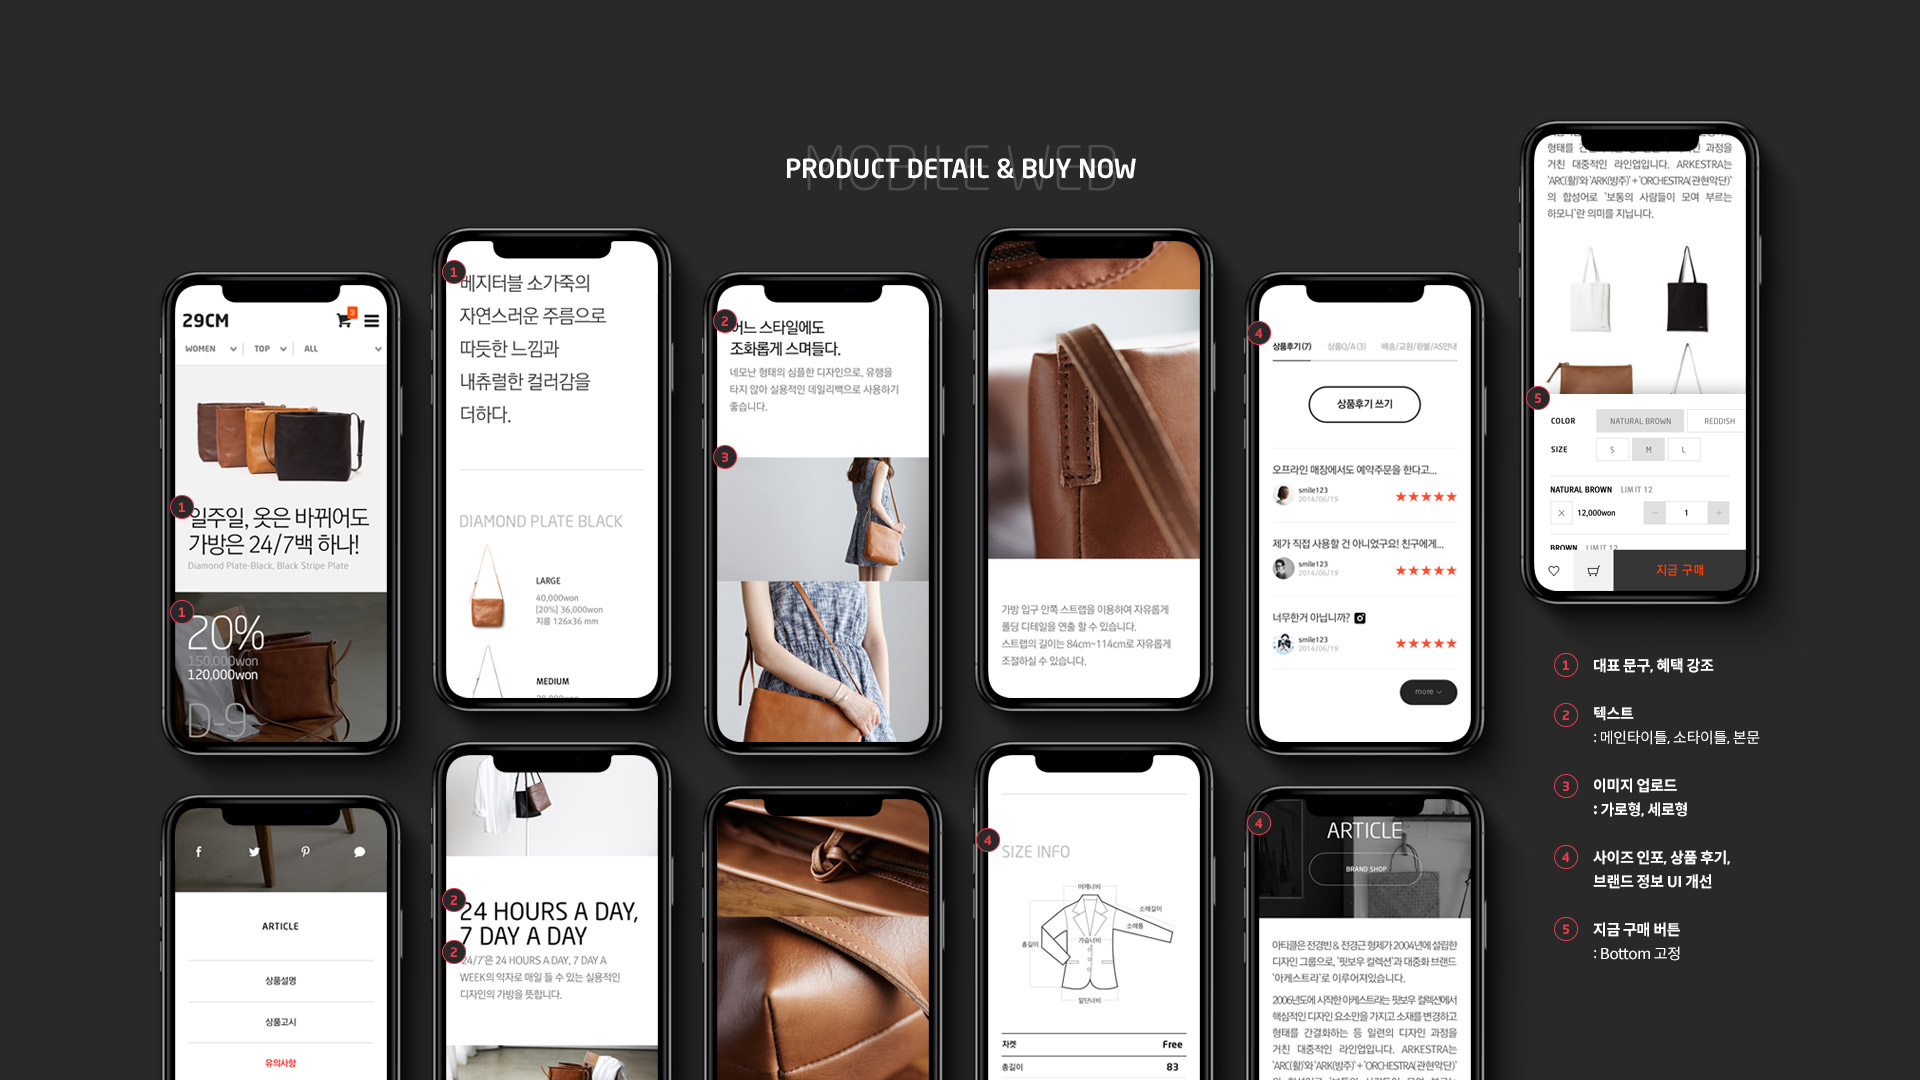 MOBILE WEB
PRODUCT DETAIL & BUY NOW
29CM
3
WOMEN
TOP
ALL
1
일주일, 옷은 바뀌어도
가방은 24/7백 하나!
Diamond Plate-Black, Black Stripe Plate
1
20%
150,000won
120,000won
D-9
1
베지터블 소가죽의
자연스러운 주름으로
따듯한 느낌과
내츄럴한 컬러감을
더하다.
DIAMOND PLATE BLACK
LARGE
40,000won
[20%] 36,000won
지름 126x36 mm
MEDIUM
2
어느 스타일에도
조화롭게 스며들다.
네모난 형태의 심플한 디자인으로, 유행을
타지 않아 실용적인 데일리백으로 사용하기
좋습니다.
3
가방 입구 안쪽 스트랩을 이용하여 자유롭게
폴딩 디테일을 연출 할 수 있습니다.
스트랩의 길이는 84cm~114cm로 자유롭게
조절하실 수 있습니다.
4
상품후기(7)
상품Q/A(3)
배송/교환/환불/AS안내
상품후기 쓰기
오프라인 매장에서도 예약주문을 한다고...
smile123
2014/06/19
제가 직접 사용할 건 아니었구요! 친구에게...
smile123
2014/06/19
너무한거 아닙니까?
smile123
2014/06/19
more
과정을
거친 대중적인 라인업입니다. ARKESTRA는
'ARC(활)'와 'ARK(방주)' + 'ORCHESTRA(관현악단)'
의 합성어로 '보통의 사람들이 모여 부르는
하모니'란 의미를 지닙니다.
5
COLOR
NATURAL BROWN
REDDISH
SIZE
S
M
L
NATURAL BROWN LIMIT 12
12,000won
1
BROWN LIMIT 12
지금 구매
1 대표 문구, 혜택 강조
2 텍스트
: 메인타이틀, 소타이틀, 본문
3 이미지 업로드
: 가로형, 세로형
4 사이즈 인포, 상품 후기,
브랜드 정보 UI 개선
5 지금 구매 버튼
: Bottom 고정
ARTICLE
상품설명
상품고시
유의사항
2
24 HOURS A DAY,
7 DAY A DAY
2
'24/7'은 24 HOURS A DAY, 7 DAY A
WEEK의 약자로 매일 들 수 있는 실용적인
디자인의 가방을 뜻합니다.
4
SIZE INFO
어깨너비
소매길이
소매통
총길이
가슴너비
밑단너비
자켓 Free
총길이 83
4
ARTICLE
BRAND SHOP
아티클은 전경빈 & 전경근 형제가 2004년에 설립한
디자인 그룹으로, '핏보우 컬렉션'과 대중화 브랜드
'아케스트라'로 이루어져있습니다.
2006년도에 시작한 아케스트라는 핏보우 컬렉션에서
핵심적인 디자인 요소만을 가지고 소재를 변경하고
형태를 간결화하는 등 일련의 디자인 과정을
거친 대중적인 라인업입니다. ARKESTRA는
'ARC(활)'와 'ARK(방주)' + 'ORCHESTRA(관현악단)'